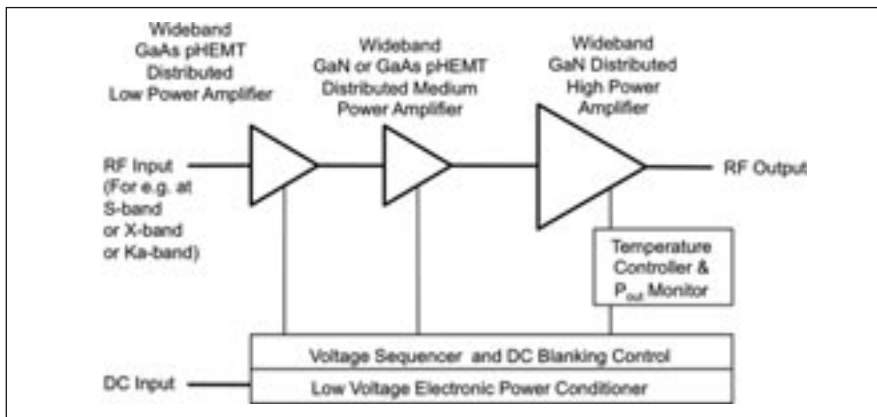 Wideband
GaAs pHEMT
Distributed
Low Power Amplifier
Wideband
GaN or GaAs pHEMT
Distributed Medium
Power Amplifier
Wideband
GaN Distributed
High Power
Amplifier
RF Input
(For e.g. at
S-band
or X-band
or Ka-band)
RF Output
Temperature
Controller &
Pout Monitor
Voltage Sequencer and DC Blanking Control
DC Input
Low Voltage Electronic Power Conditioner